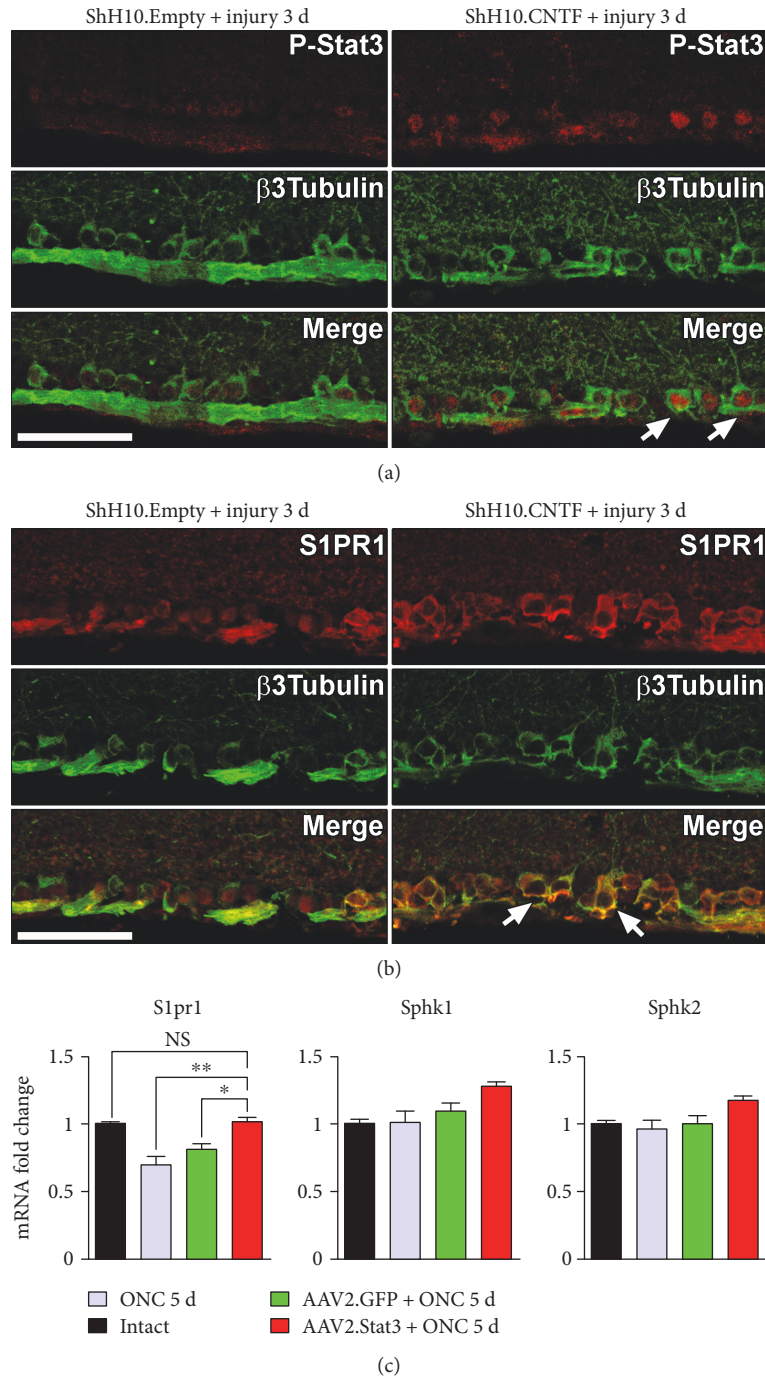 (a)
ShH10.Empty + injury 3 d
ShH10.CNTF + injury 3 d
P-Stat3
P-Stat3
β3Tubulin
β3Tubulin
Merge
Merge
(a)
ShH10.Empty + injury 3 d
ShH10.CNTF + injury 3 d
S1PR1
S1PR1
β3Tubulin
β3Tubulin
Merge
Merge
(b)
S1pr1
Sphk1
Sphk2
mRNA fold change
1.5
1
0.5
0
NS
**
*
1.5
1
0.5
0
1.5
1
0.5
0
ONC 5 d
AAV2.GFP + ONC 5 d
Intact
AAV2.Stat3 + ONC 5 d
(c)